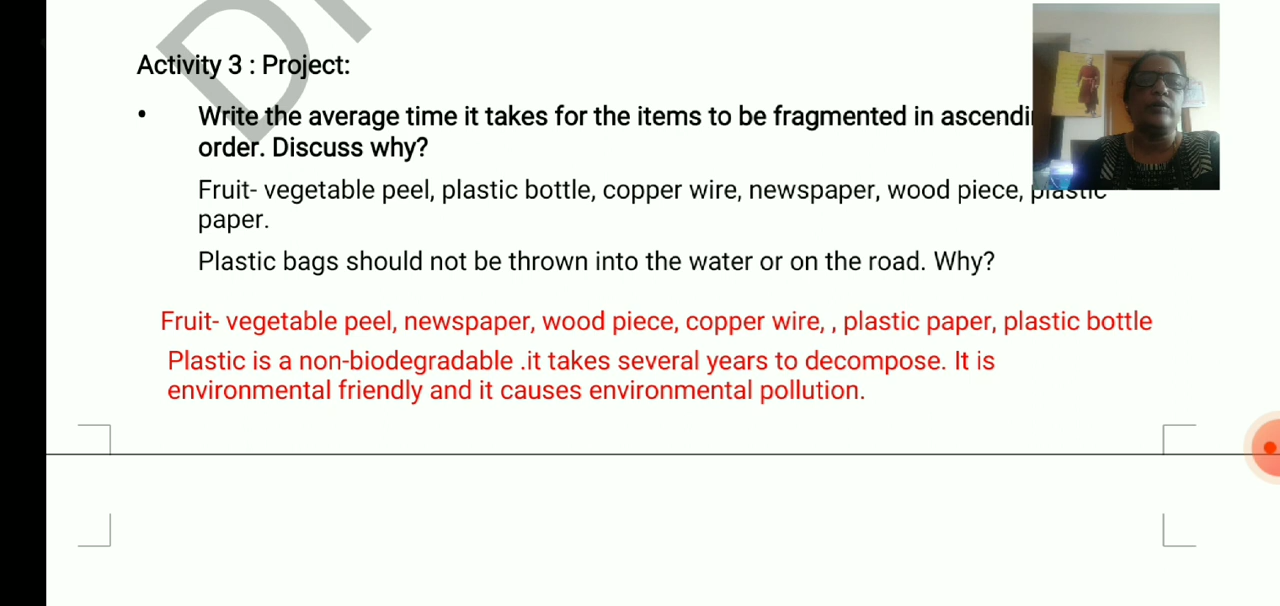 Activity 3 : Project:
• Write the average time it takes for the items to be fragmented in
order. Discuss why?
Fruit- vegetable peel, plastic bottle, copper wire, newspaper, wood piece, plastic
paper.
Plastic bags should not be thrown into the water or on the road. Why?
Fruit- vegetable peel, newspaper, wood piece, copper wire, , plastic paper, plastic bottle
Plastic is a non-biodegradable .it takes several years to decompose. It is
environmental friendly and it causes environmental pollution.